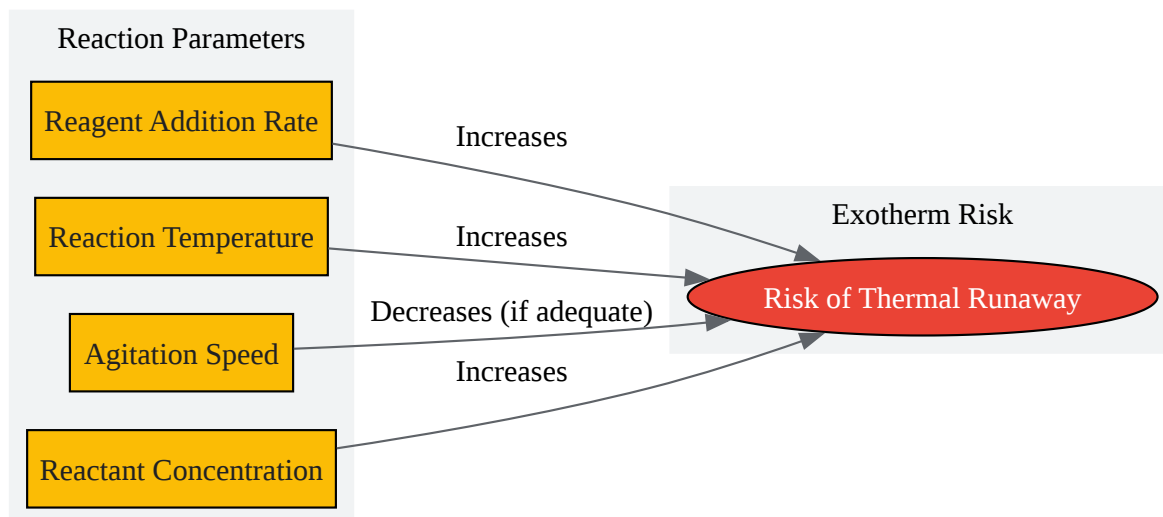 Reaction Parameters
Reagent Addition Rate
Increases
Reaction Temperature
Increases
Exotherm Risk
Risk of Thermal Runaway
Agitation Speed
Decreases (if adequate)
Reactant Concentration
Increases